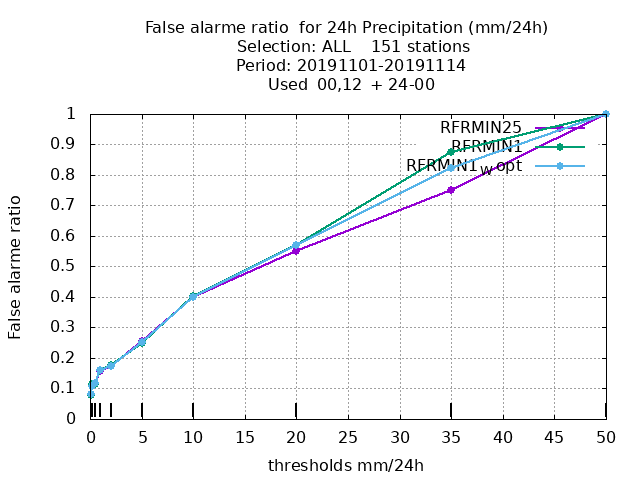 False alarme ratio  for 24h Precipitation (mm/24h)
Selection: ALL    151 stations
Period: 20191101-20191114
Used  00,12  + 24-00
1
0.9
0.8
0.7
0.6
0.5
0.4
0.3
0.2
0.1
0
False alarme ratio
RFRMIN25
RFRMIN1
RFRMIN1wopt
0 5 10 15 20 25 30 35 40 45 50
thresholds mm/24h